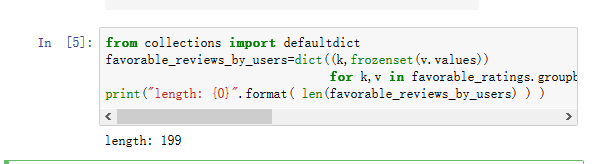 In [5]:
from collections import defaultdict
favorable_reviews_by_users=dict((k,frozenset(v.values))
for k,v in favorable_ratings.groupb
print("length: {0}".format( len(favorable_reviews_by_users) ) )
length: 199